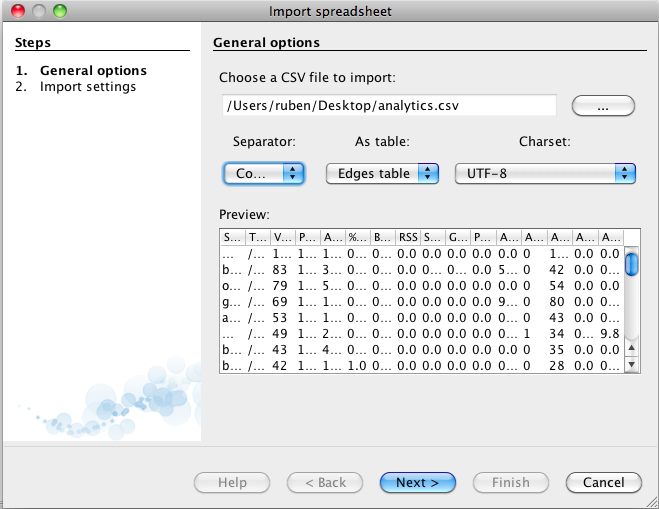 Import spreadsheet
Steps
1. General options
2. Import settings
General options
Choose a CSV file to import:
/Users/ruben/Desktop/analytics.csv
...
Separator: As table: Charset:
Co... Edges table UTF-8
Preview:
S... T... V... P... A... %... B... RSS S... G... P... A... A... A... A... A...
... /... 1... 1... 1... 0... 0... 0.0 0.0 0.0 0.0 0.0 0 1... 0... 0.0
b... /... 83 1... 3... 0... 0... 0.0 0... 0... 0.0 5... 0 42 0.0 0...
o... /... 79 1... 5... 0... 0... 0.0 0.0 0.0 0.0 0.0 0 54 0.0 0...
g... /... 69 1... 1... 0... 0... 0.0 0.0 0.0 0.0 9... 0 80 0.0 0...
a... /... 53 1... 1... 0... 0... 0.0 0.0 0.0 0.0 0.0 0 43 0.0 0...
... /... 49 1... 2... 0... 0... 0.0 0.0 0.0 0.0 0... 1 34 0... 9.8
b... /... 43 1... 4... 0... 0... 0.0 0.0 0.0 0.0 0.0 0 35 0.0 0...
b... /... 42 1... 1... 1.0 0... 0.0 0.0 0.0 0.0 0... 0 28 0.0 0...
Help < Back Next > Finish Cancel